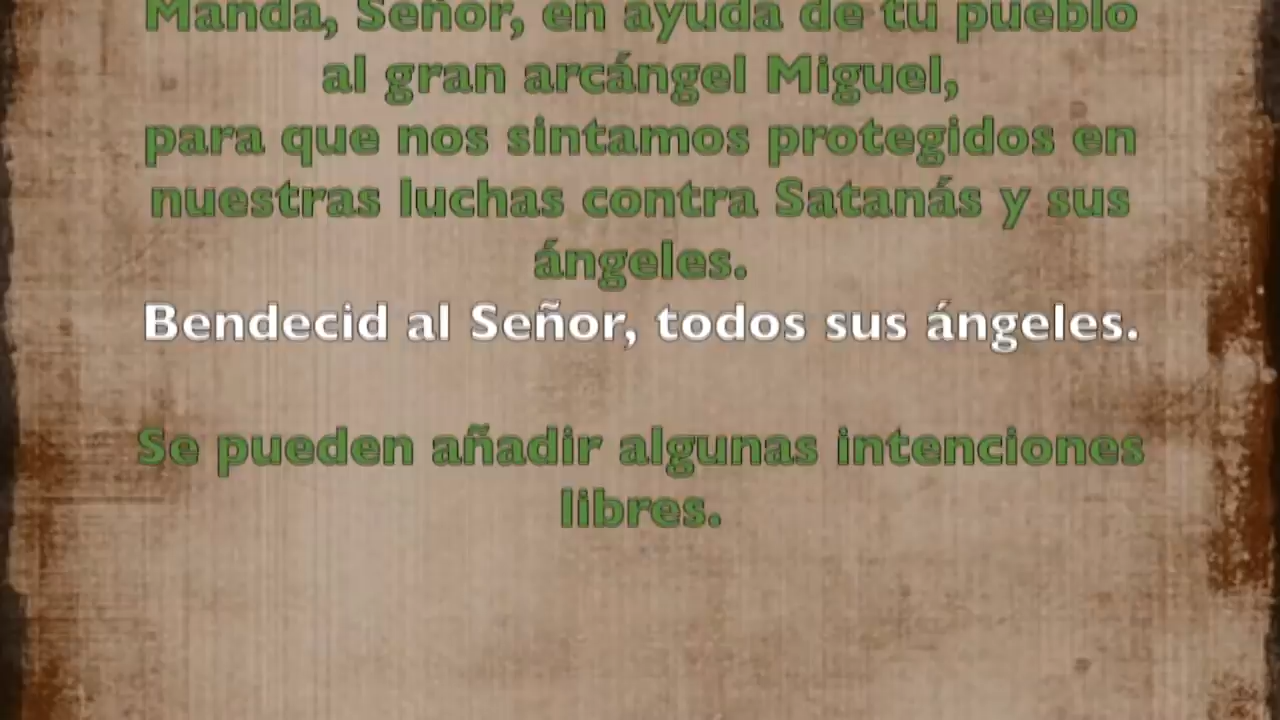 Manda, Señor, en ayuda de tu pueblo
al gran arcángel Miguel,
para que nos sintamos protegidos en
nuestras luchas contra Satanás y sus
ángeles.
Bendecid al Señor, todos sus ángeles.
Se pueden añadir algunas intenciones
libres.